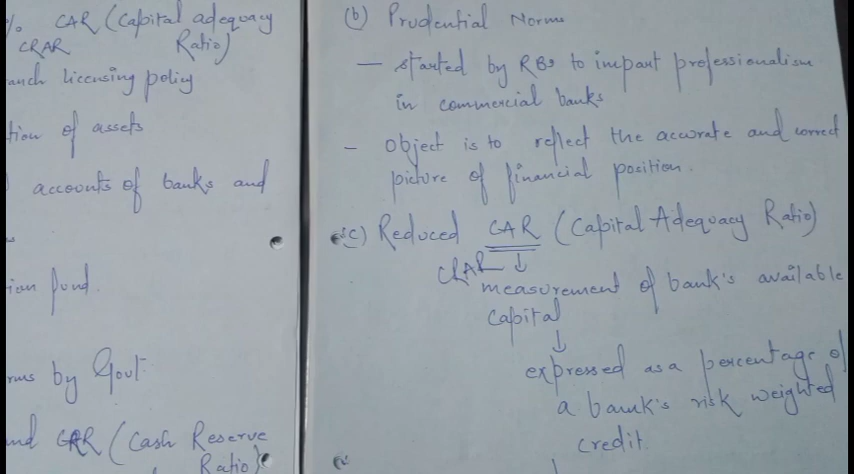 %. CAR (Capital adequacy
CRAR Ratio)
licensing policy
of assets
accounts of banks and
fund.
by Govt
CRR (Cash Reserve
Ratio)
(b) Prudential Norms
— started by RBI to impart professionalism
in commercial banks
- Object is to reflect the accurate and correct
picture of financial position.
(c) Reduced CAR (Capital Adequacy Ratio)
CRAR ↓
measurement of bank's available
capital
↓
expressed as a percentage of
a bank's risk weighted
credit.